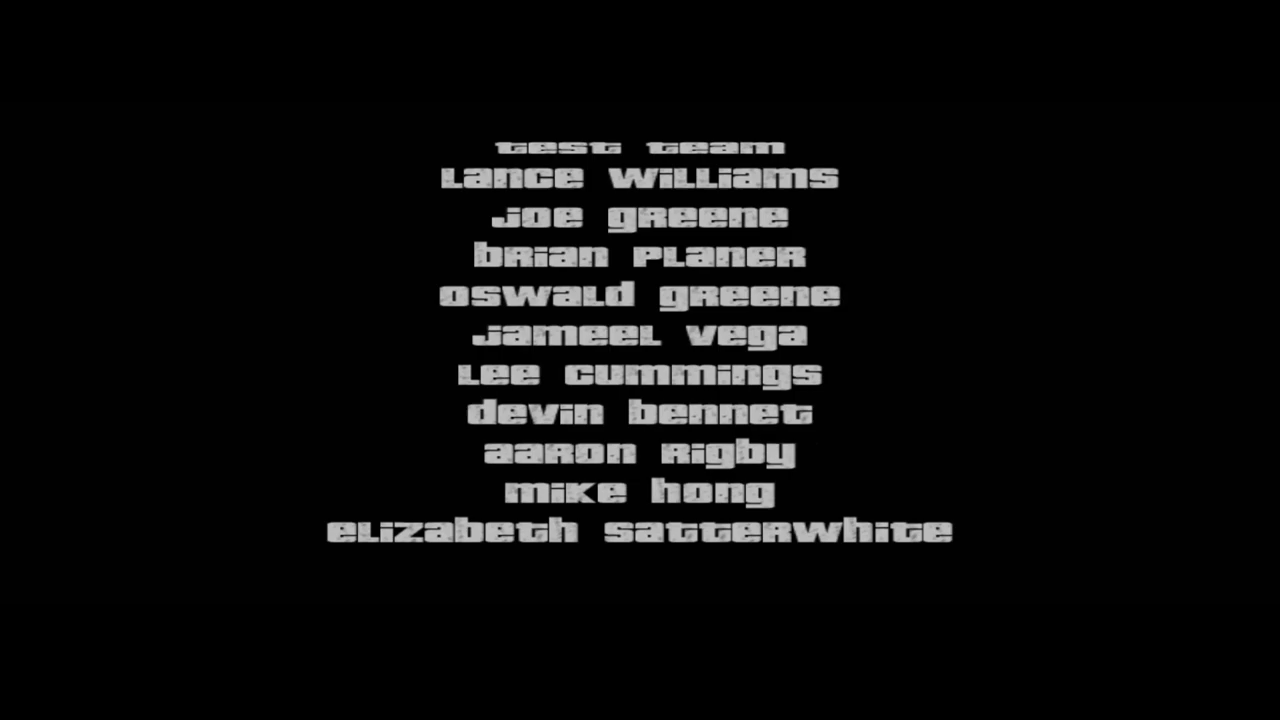 test team
Lance Williams
Joe Greene
Brian Planer
Oswald Greene
Jameel Vega
Lee Cummings
Devin Bennet
Aaron Rigby
Mike Hong
Elizabeth Satterwhite